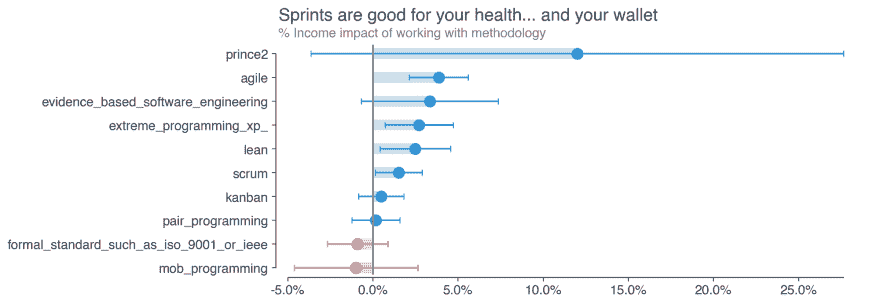 Sprints are good for your health... and your wallet
% Income impact of working with methodology
prince2
agile
evidence_based_software_engineering
extreme_programming_xp_
lean
scrum
kanban
pair_programming
formal_standard_such_as_iso_9001_or_ieee
mob_programming
-5.0% 0.0% 5.0% 10.0% 15.0% 20.0% 25.0%